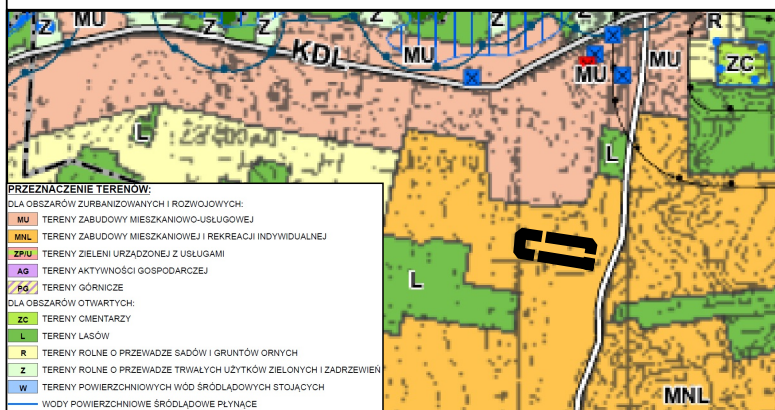 Z
MU
Z
Z
Z
R
KDL
MU
Z
MU
MU
ZC
L
L
L
MNL
PRZEZNACZENIE TERENÓW:
DLA OBSZARÓW ZURBANIZOWANYCH I ROZWOJOWYCH:
MU TERENY ZABUDOWY MIESZKANIOWO-USŁUGOWEJ
MNL TERENY ZABUDOWY MIESZKANIOWEJ I REKREACJI INDYWIDUALNEJ
ZP/U TERENY ZIELENI URZĄDZONEJ Z USŁUGAMI
AG TERENY AKTYWNOŚCI GOSPODARCZEJ
PG TERENY GÓRNICZE
DLA OBSZARÓW OTWARTYCH:
ZC TERENY CMENTARZY
L TERENY LASÓW
R TERENY ROLNE O PRZEWADZE SADÓW I GRUNTÓW ORNYCH
Z TERENY ROLNE O PRZEWADZE TRWAŁYCH UŻYTKÓW ZIELONYCH I ZADRZEWIEŃ
W TERENY POWIERZCHNIOWYCH WÓD ŚRÓDLĄDOWYCH STOJĄCYCH
WODY POWIERZCHNIOWE ŚRÓDLĄDOWE PŁYNĄCE